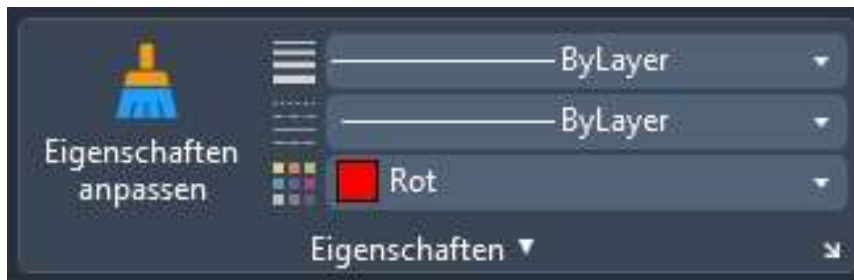 ByLayer
ByLayer
Eigenschaften
anpassen
Rot
Eigenschaften